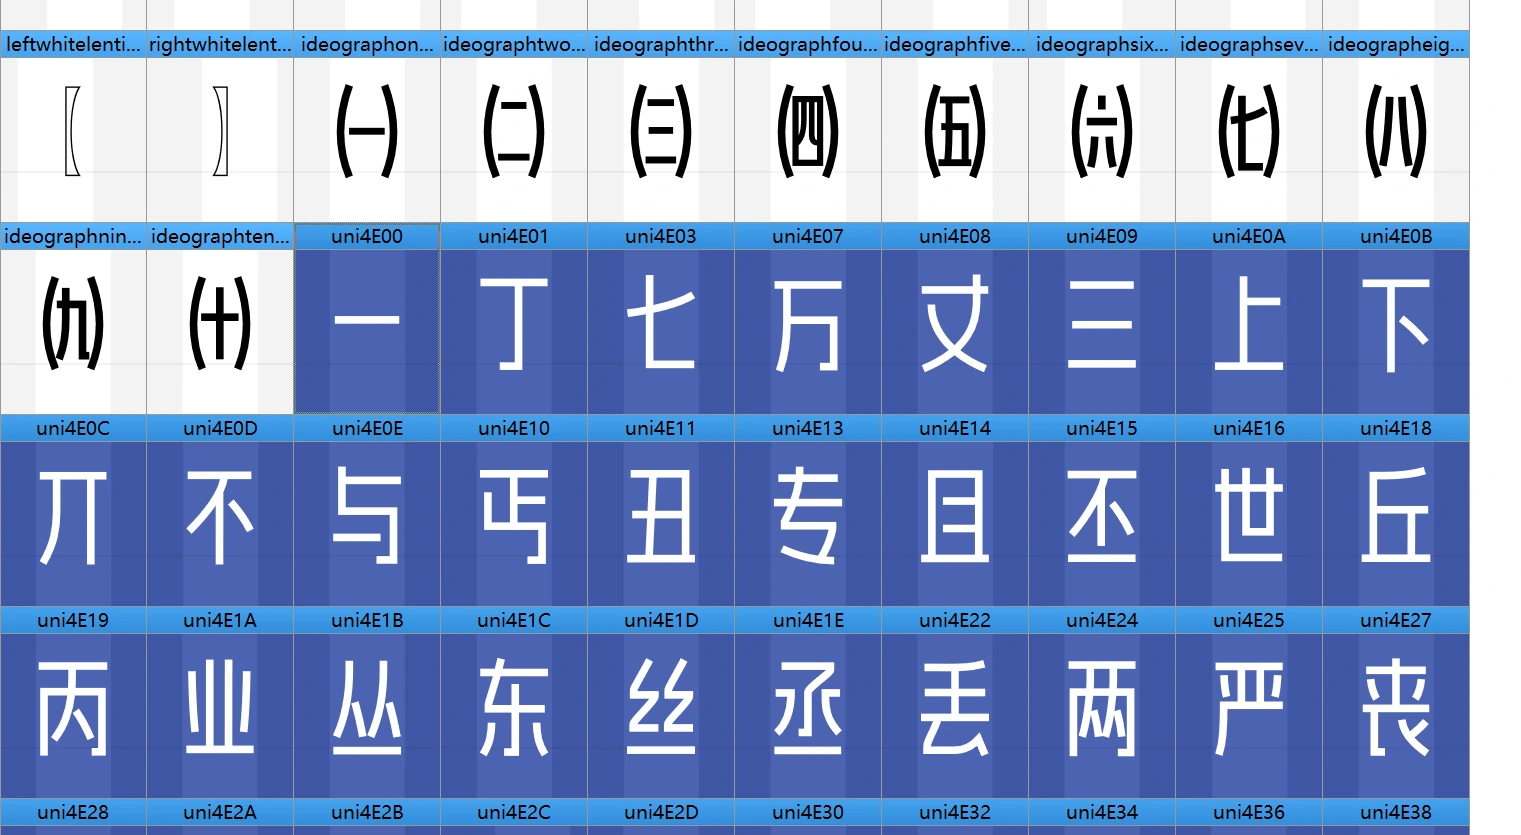 leftwhitelenti... rightwhitelent... ideographon... ideographtwo... ideographthr... ideographfou... ideographfive... ideographsix... ideographsev... ideographeig...
〖 〗 ㈠ ㈡ ㈢ ㈣ ㈤ ㈥ ㈦ ㈧
ideographnin... ideographten... uni4E00 uni4E01 uni4E03 uni4E07 uni4E08 uni4E09 uni4E0A uni4E0B
㈨ ㈩ 一 丁 七 万 丈 三 上 下
uni4E0C uni4E0D uni4E0E uni4E10 uni4E11 uni4E13 uni4E14 uni4E15 uni4E16 uni4E18
丌 不 与 丐 丑 专 且 丕 世 丘
uni4E19 uni4E1A uni4E1B uni4E1C uni4E1D uni4E1E uni4E22 uni4E24 uni4E25 uni4E27
丙 业 丛 东 丝 丞 丢 两 严 丧
uni4E28 uni4E2A uni4E2B uni4E2C uni4E2D uni4E30 uni4E32 uni4E34 uni4E36 uni4E38